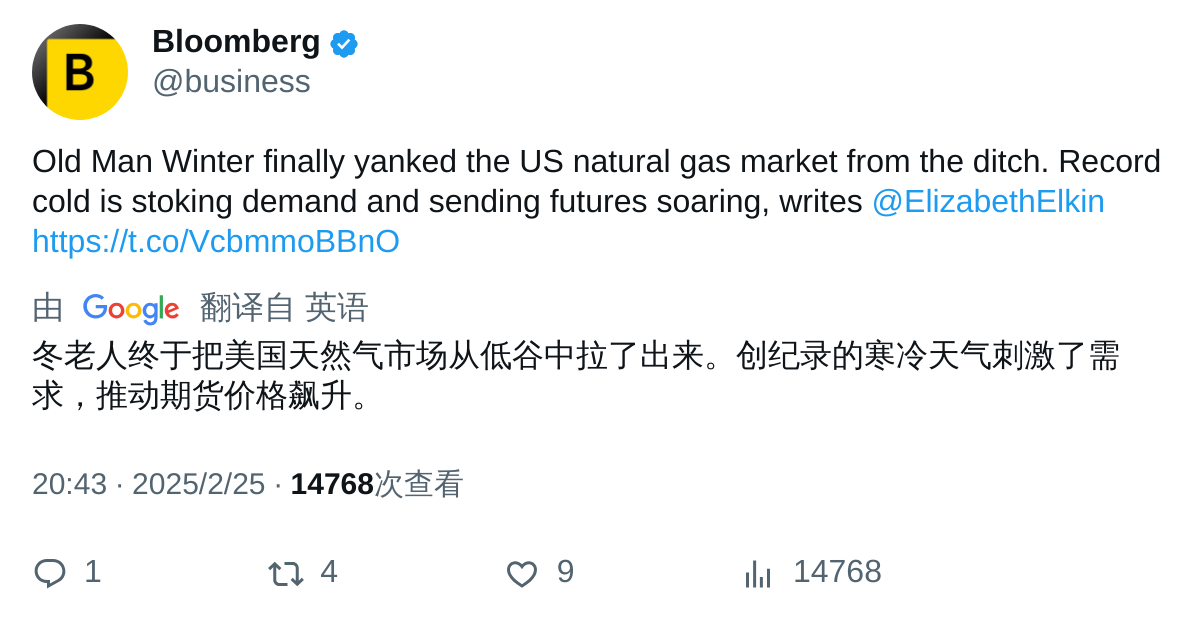 B
Bloomberg
@business
Old Man Winter finally yanked the US natural gas market from the ditch. Record
cold is stoking demand and sending futures soaring, writes @ElizabethElkin
https://t.co/VcbmmoBBnO
由 Google 翻译自 英语
冬老人终于把美国天然气市场从低谷中拉了出来。创纪录的寒冷天气刺激了需
求，推动期货价格飙升。
20:43 · 2025/2/25 · 14768次查看
1 4 9 14768